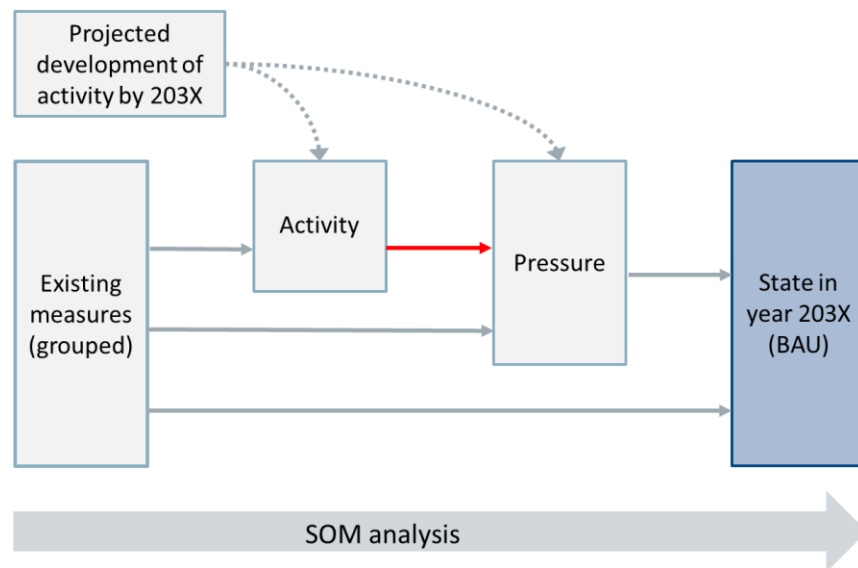 Projected
development of
activity by 203X
Existing
measures
(grouped)
Activity
Pressure
State in
year 203X
(BAU)
SOM analysis